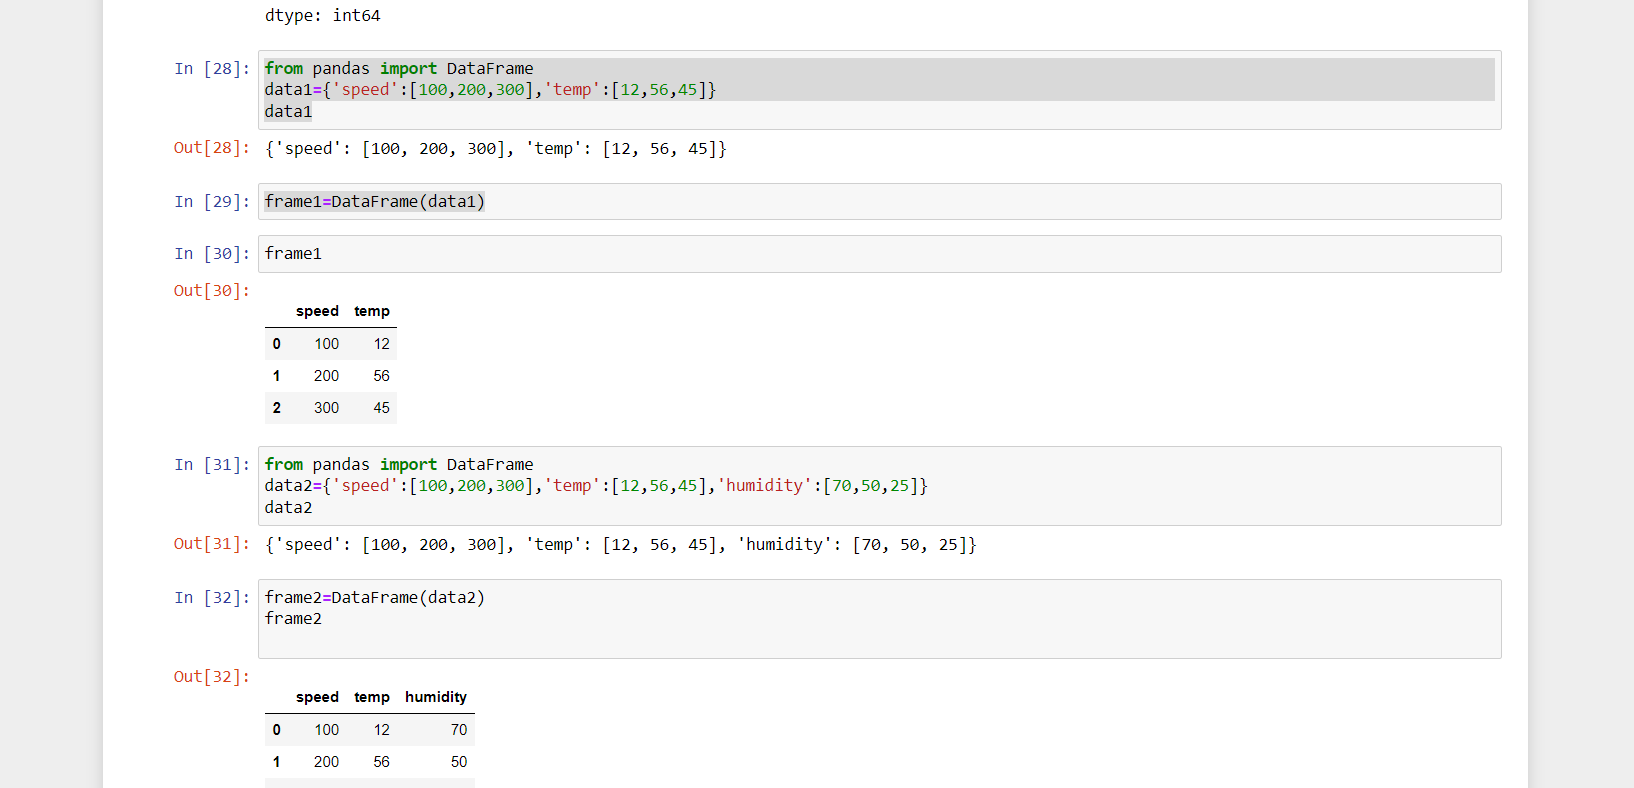 dtype: int64
In [28]: from pandas import DataFrame
data1={'speed':[100,200,300],'temp':[12,56,45]}
data1
Out[28]: {'speed': [100, 200, 300], 'temp': [12, 56, 45]}
In [29]: frame1=DataFrame(data1)
In [30]: frame1
Out[30]:
speed temp
0 100 12
1 200 56
2 300 45
In [31]: from pandas import DataFrame
data2={'speed':[100,200,300],'temp':[12,56,45],'humidity':[70,50,25]}
data2
Out[31]: {'speed': [100, 200, 300], 'temp': [12, 56, 45], 'humidity': [70, 50, 25]}
In [32]: frame2=DataFrame(data2)
frame2
Out[32]:
speed temp humidity
0 100 12 70
1 200 56 50